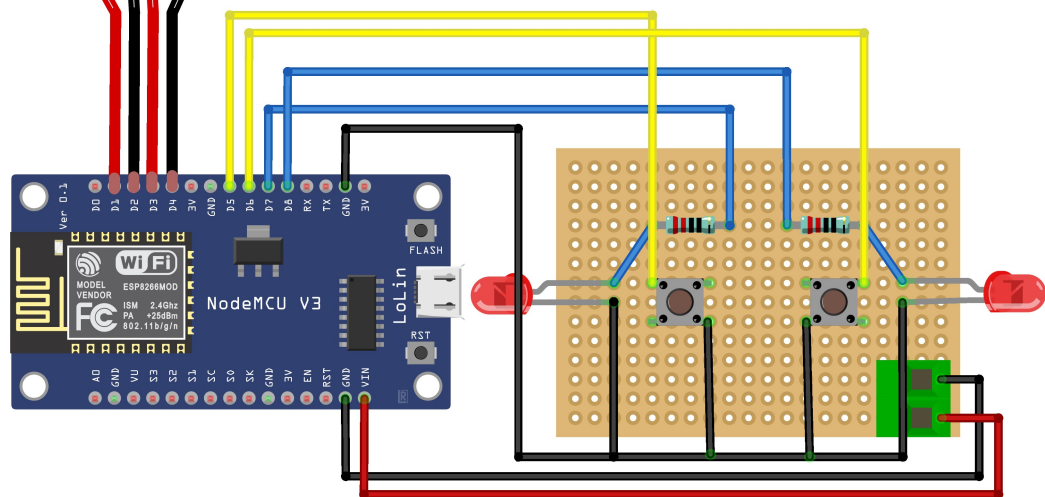 D0 D1 D2 D3 D4 3V GND D5 D6 D7 D8 RX TX GND 3V
Ver 0.1
FLASH
WiFi
MODEL
VENDOR
ESP8266MOD
FC
ISM 2.4Ghz
PA +25dBm
802.11b/g/n
NodeMCU V3
LoLin
RST
A0 GND VU S3 S2 S1 SC S0 SK GND 3V EN RST GND VIN
R